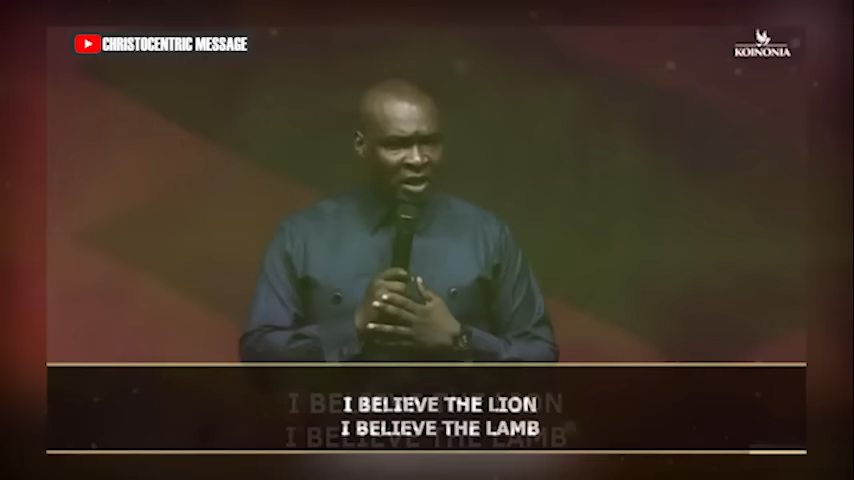 CHRISTOCENTRIC MESSAGE
KOINONIA
I BELIEVE THE LION
I BELIEVE THE LAMB